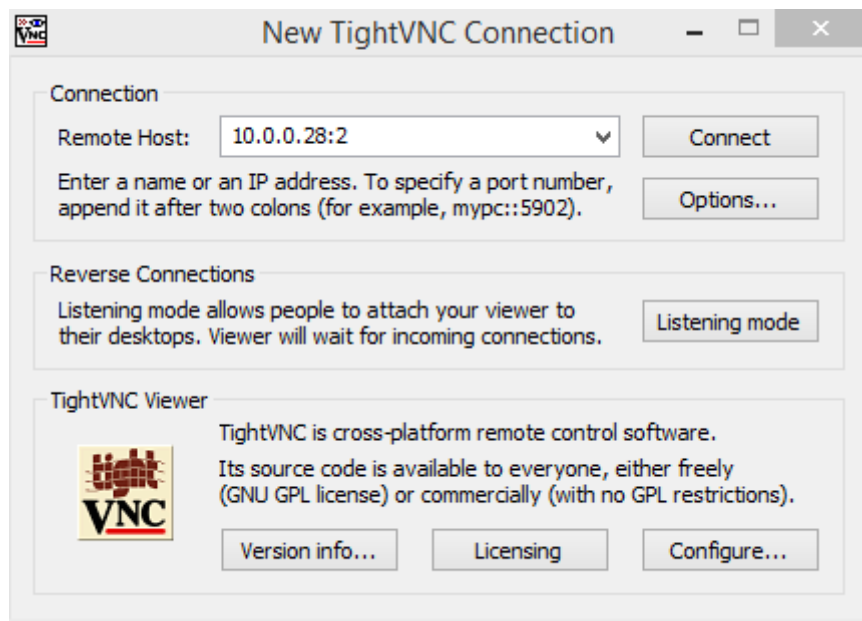 New TightVNC Connection
Connection
Remote Host: 10.0.0.28:2 Connect
Enter a name or an IP address. To specify a port number,
append it after two colons (for example, mypc::5902).
Options...
Reverse Connections
Listening mode allows people to attach your viewer to
their desktops. Viewer will wait for incoming connections.
Listening mode
TightVNC Viewer
tight
VNC
TightVNC is cross-platform remote control software.
Its source code is available to everyone, either freely
(GNU GPL license) or commercially (with no GPL restrictions).
Version info... Licensing Configure...